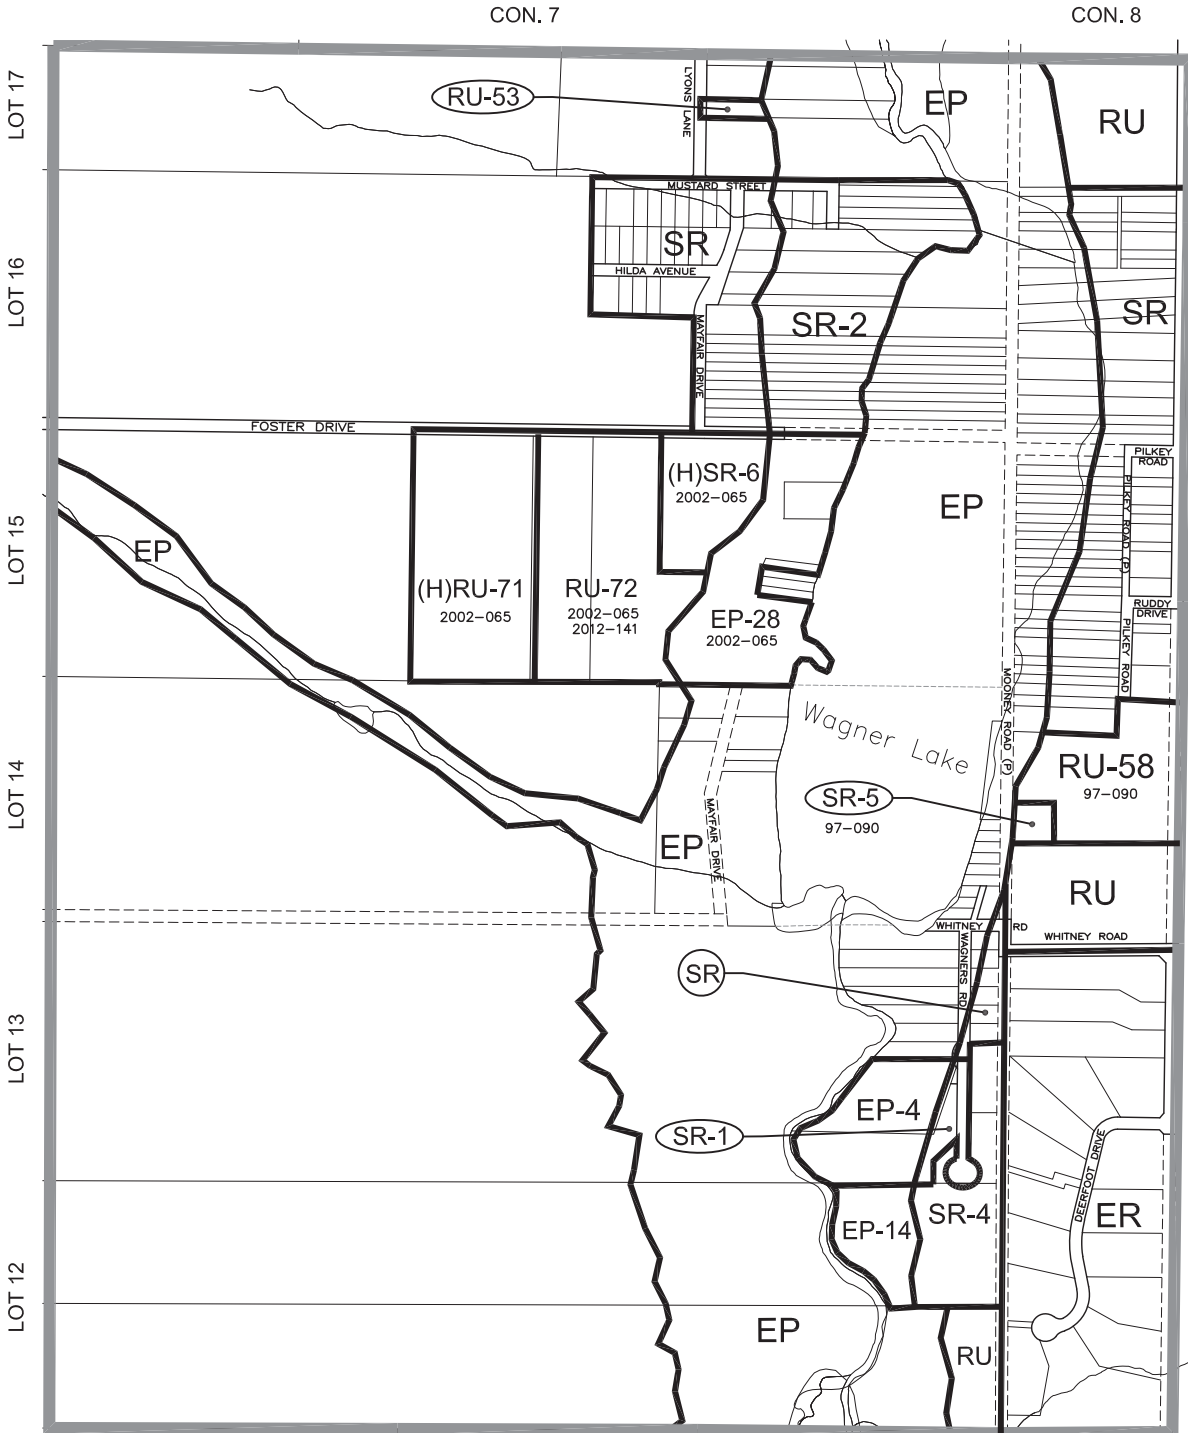 CON. 7
CON. 8
LOT 17
LOT 16
LOT 15
LOT 14
LOT 13
LOT 12
RU-53
LYONS LANE
EP
RU
MUSTARD STREET
SR
HILDA AVENUE
MAYFAIR DRIVE
SR-2
SR
FOSTER DRIVE
(H)SR-6
2002-065
EP
PILKEY
ROAD
PILKEY ROAD (P)
EP
(H)RU-71
2002-065
RU-72
2002-065
2012-141
EP-28
2002-065
RUDDY
DRIVE
PILKEY ROAD
MOONEY ROAD (P)
Wagner Lake
RU-58
97-090
SR-5
97-090
MAYFAIR DRIVE
EP
RU
WHITNEY RD
WHITNEY ROAD
WAGNERS RD
SR
EP-4
SR-1
DEERFOOT DRIVE
EP-14
SR-4
ER
EP
RU